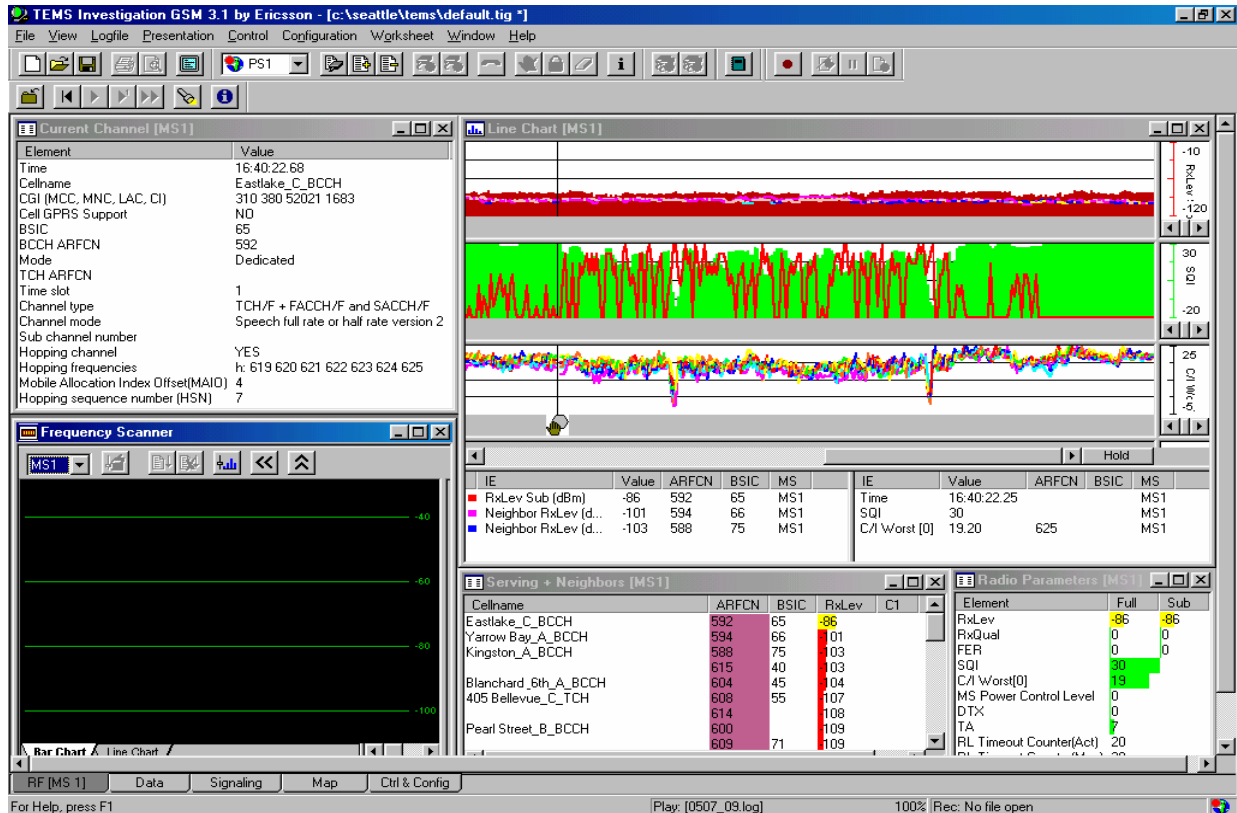 TEMS Investigation GSM 3.1 by Ericsson - [c:\seattle\tems\default.tig *]
File View Logfile Presentation Control Configuration Worksheet Window Help
PS1
Current Channel [MS1]
Element Value
Time 16:40:22.68
Cellname Eastlake_C_BCCH
CGI (MCC, MNC, LAC, CI) 310 380 52021 1683
Cell GPRS Support NO
BSIC 65
BCCH ARFCN 592
Mode Dedicated
TCH ARFCN
Time slot 1
Channel type TCH/F + FACCH/F and SACCH/F
Channel mode Speech full rate or half rate version 2
Sub channel number
Hopping channel YES
Hopping frequencies h: 619 620 621 622 623 624 625
Mobile Allocation Index Offset(MAIO) 4
Hopping sequence number (HSN) 7
Line Chart [MS1]
-10
RxLev
-120
30
SQI
-20
25
C/I Wc
-5.
Hold
IE Value ARFCN BSIC MS
RxLev Sub (dBm) -86 592 65 MS1
Neighbor RxLev (d... -101 594 66 MS1
Neighbor RxLev (d... -103 588 75 MS1
IE Value ARFCN BSIC MS
Time 16:40:22.25 MS1
SQI 30 MS1
C/I Worst [0] 19.20 625 MS1
Frequency Scanner
MS1
-40
-60
-80
-100
Bar Chart Line Chart
Serving + Neighbors [MS1]
Cellname ARFCN BSIC RxLev C1
Eastlake_C_BCCH 592 65 -86
Yarrow Bay_A_BCCH 594 66 -101
Kingston_A_BCCH 588 75 -103
615 40 -103
Blanchard_6th_A_BCCH 604 45 -104
405 Bellevue_C_TCH 608 55 -107
614 -108
Pearl Street_B_BCCH 600 -109
609 71 -109
Radio Parameters [MS1]
Element Full Sub
RxLev -86 -86
RxQual 0 0
FER 0 0
SQI 30
C/I Worst[0] 19
MS Power Control Level 0
DTX 0
TA 7
RL Timeout Counter(Act) 20
RF [MS 1] Data Signaling Map Ctrl & Config
For Help, press F1
Play: [0507_09.log]
100%
Rec: No file open